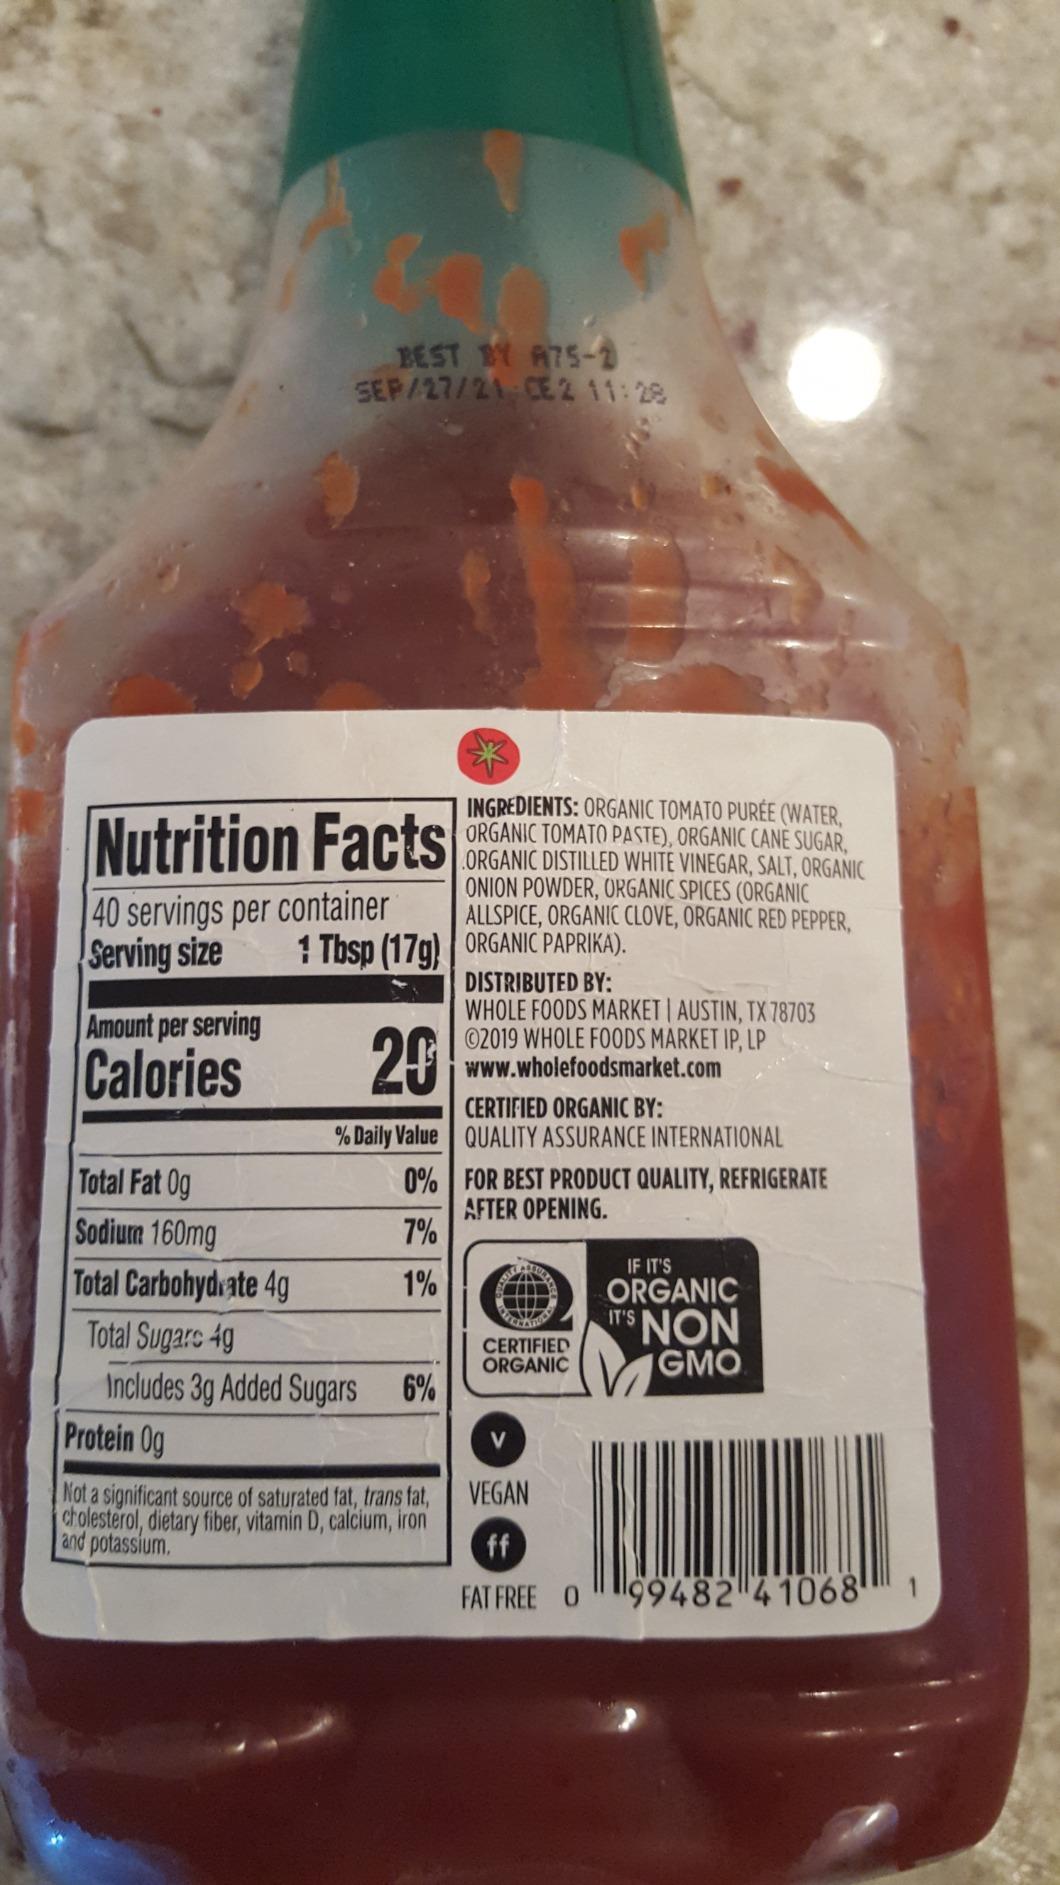 BEST BY A75-2
SEP/27/21 CE2 11:28
Nutrition Facts
40 servings per container
Serving size 1 Tbsp (17g)
Amount per serving
Calories 20
% Daily Value
Total Fat 0g 0%
Sodium 160mg 7%
Total Carbohydrate 4g 1%
Total Sugars 4g
Includes 3g Added Sugars 6%
Protein 0g
Not a significant source of saturated fat, trans fat,
cholesterol, dietary fiber, vitamin D, calcium, iron
and potassium.
INGREDIENTS: ORGANIC TOMATO PURÉE (WATER,
ORGANIC TOMATO PASTE), ORGANIC CANE SUGAR,
ORGANIC DISTILLED WHITE VINEGAR, SALT, ORGANIC
ONION POWDER, ORGANIC SPICES (ORGANIC
ALLSPICE, ORGANIC CLOVE, ORGANIC RED PEPPER,
ORGANIC PAPRIKA).
DISTRIBUTED BY:
WHOLE FOODS MARKET | AUSTIN, TX 78703
©2019 WHOLE FOODS MARKET IP, LP
www.wholefoodsmarket.com
CERTIFIED ORGANIC BY:
QUALITY ASSURANCE INTERNATIONAL
FOR BEST PRODUCT QUALITY, REFRIGERATE
AFTER OPENING.
QUALITY ASSURANCE
INTERNATIONAL
CERTIFIED
ORGANIC
IF IT'S
ORGANIC
IT'S NON
GMO
V
VEGAN
ff
FAT FREE
0 99482 41068 1